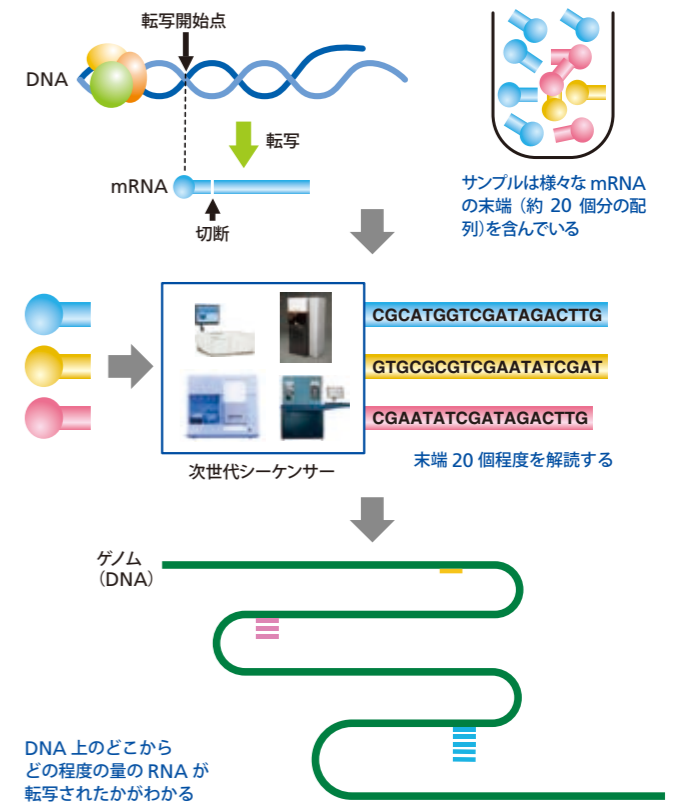 転写開始点
DNA
転写
mRNA
切断
サンプルは様々な mRNA
の末端（約 20 個分の配
列）を含んでいる
CGCATGGTCGATAGACTTG
GTGCGCGTCGAATATCGAT
CGAATATCGATAGACTTG
次世代シーケンサー
末端 20 個程度を解読する
ゲノム
（DNA）
DNA 上のどこから
どの程度の量の RNA が
転写されたかがわかる